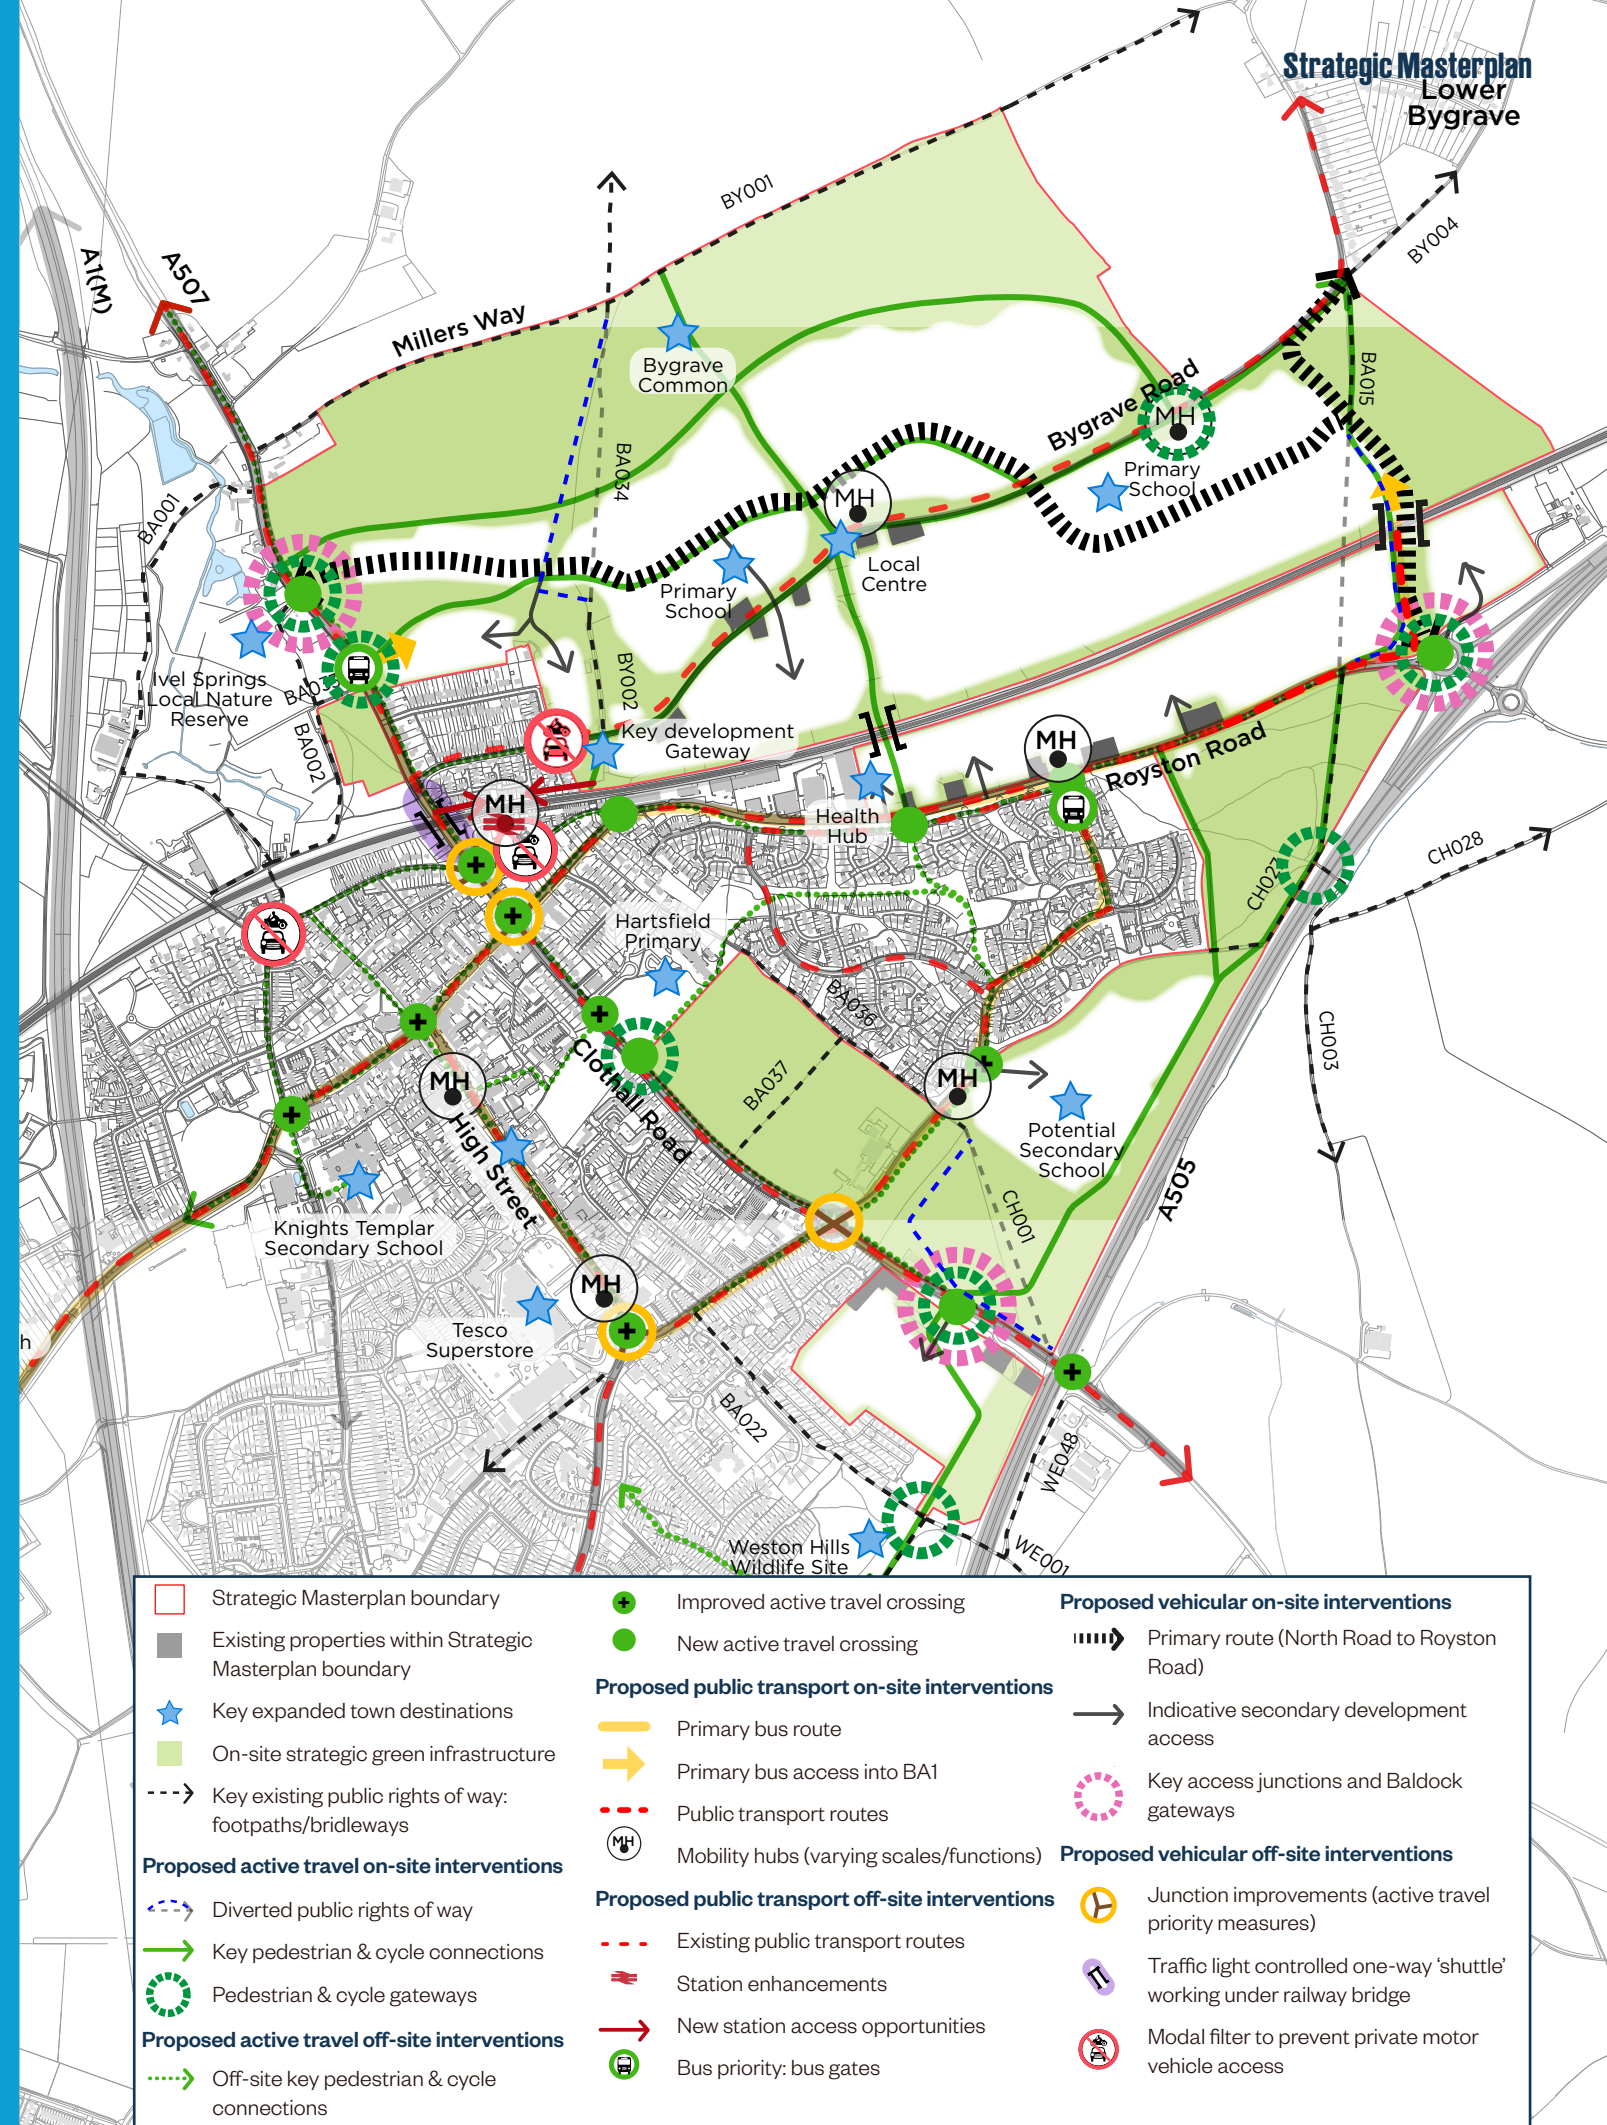 Strategic Masterplan
Lower
Bygrave
BY001
A1(M)
A507
BY004
Millers Way
Bygrave
Common
BA015
Bygrave Road
MH
BA034
Primary
School
BA001
MH
Local
Centre
Primary
School
Ivel Springs
Local Nature
Reserve
BY002
BA002
Key development
Gateway
MH
Royston Road
MH
Health
Hub
CH028
CH027
Hartsfield
Primary
BA036
CH003
Clothall Road
BA037
MH
MH
High Street
Potential
Secondary
School
A505
CH001
Knights Templar
Secondary School
MH
h
Tesco
Superstore
BA022
WE048
WE001
Weston Hills
Wildlife Site
Strategic Masterplan boundary
Existing properties within Strategic
Masterplan boundary
Key expanded town destinations
On-site strategic green infrastructure
Key existing public rights of way:
footpaths/bridleways
Proposed active travel on-site interventions
Diverted public rights of way
Key pedestrian & cycle connections
Pedestrian & cycle gateways
Proposed active travel off-site interventions
Off-site key pedestrian & cycle
connections
Improved active travel crossing
New active travel crossing
Proposed public transport on-site interventions
Primary bus route
Primary bus access into BA1
Public transport routes
MH
Mobility hubs (varying scales/functions)
Proposed public transport off-site interventions
Existing public transport routes
Station enhancements
New station access opportunities
Bus priority: bus gates
Proposed vehicular on-site interventions
Primary route (North Road to Royston
Road)
Indicative secondary development
access
Key access junctions and Baldock
gateways
Proposed vehicular off-site interventions
Junction improvements (active travel
priority measures)
Traffic light controlled one-way ‘shuttle’
working under railway bridge
Modal filter to prevent private motor
vehicle access